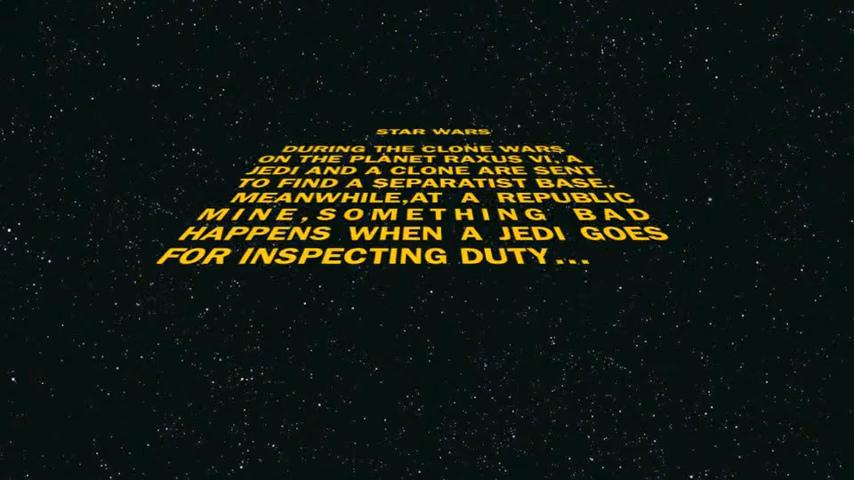 STAR WARS
DURING THE CLONE WARS
ON THE PLANET RAXUS VI, A
JEDI AND A CLONE ARE SENT
TO FIND A SEPARATIST BASE.
MEANWHILE,AT A REPUBLIC
MINE,SOMETHING BAD
HAPPENS WHEN A JEDI GOES
FOR INSPECTING DUTY...